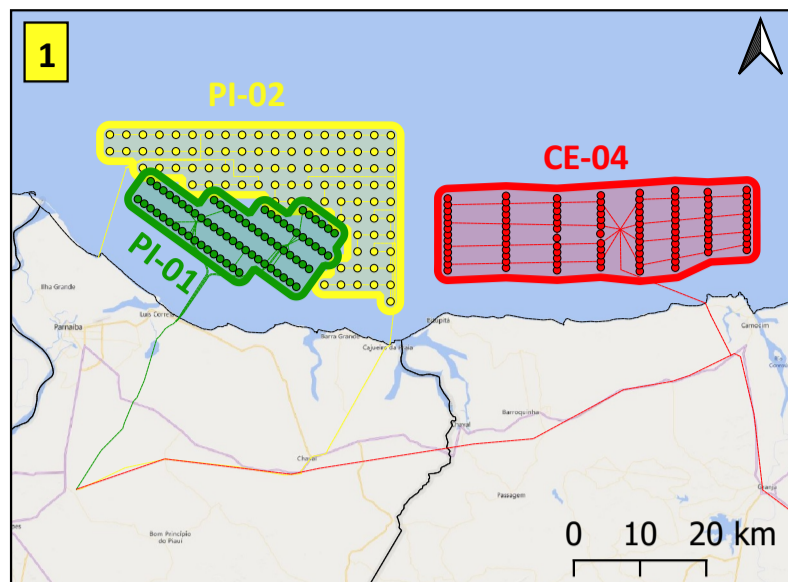 1
PI-02
CE-04
PI-01
Ilha Grande
Parnaíba
Luís Correia
Barra Grande
Cajueiro da Praia
Chaval
Barroquinha
Camocim
Chaval
Passagem
Granja
Bom Princípio
do Piauí
0 10 20 km